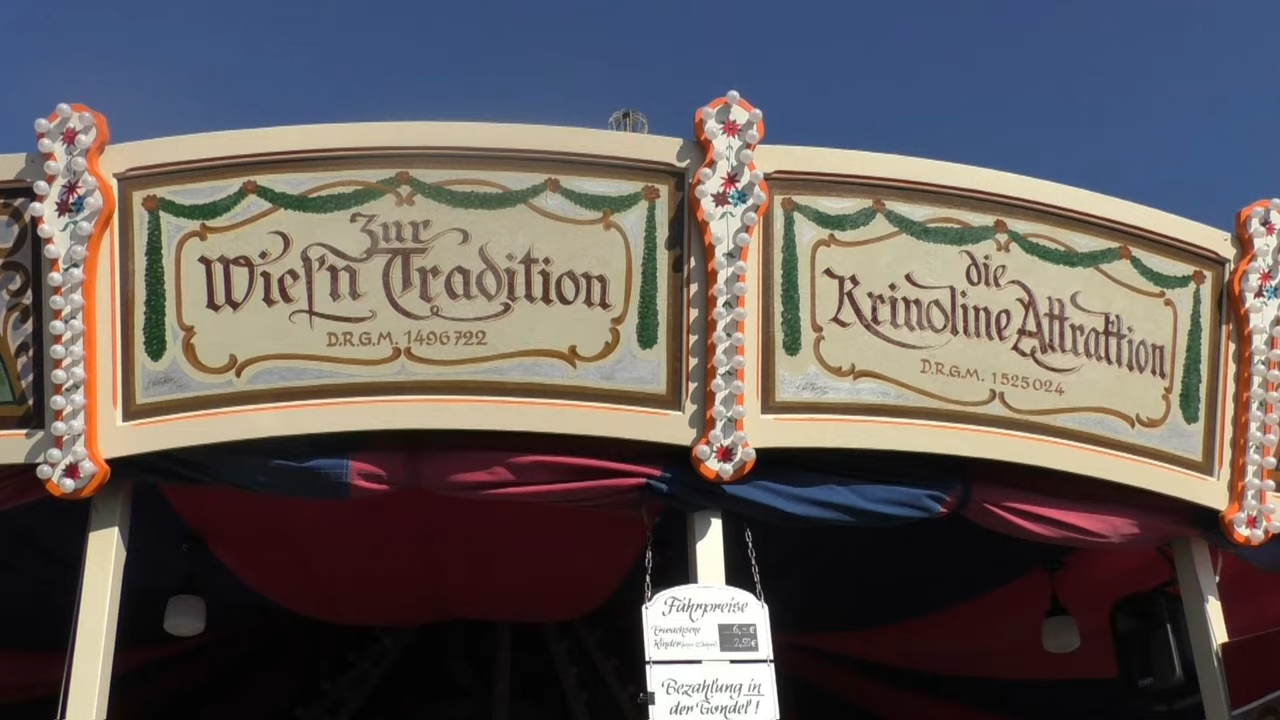 Zur
Wies'n Tradition
D.R.G.M. 1496722
die
Krinoline Attraktion
D.R.G.M. 1525024
Fahrpreise
Erwachsene 6,-€
Kinder 2,50€
Bezahlung in
der Gondel!